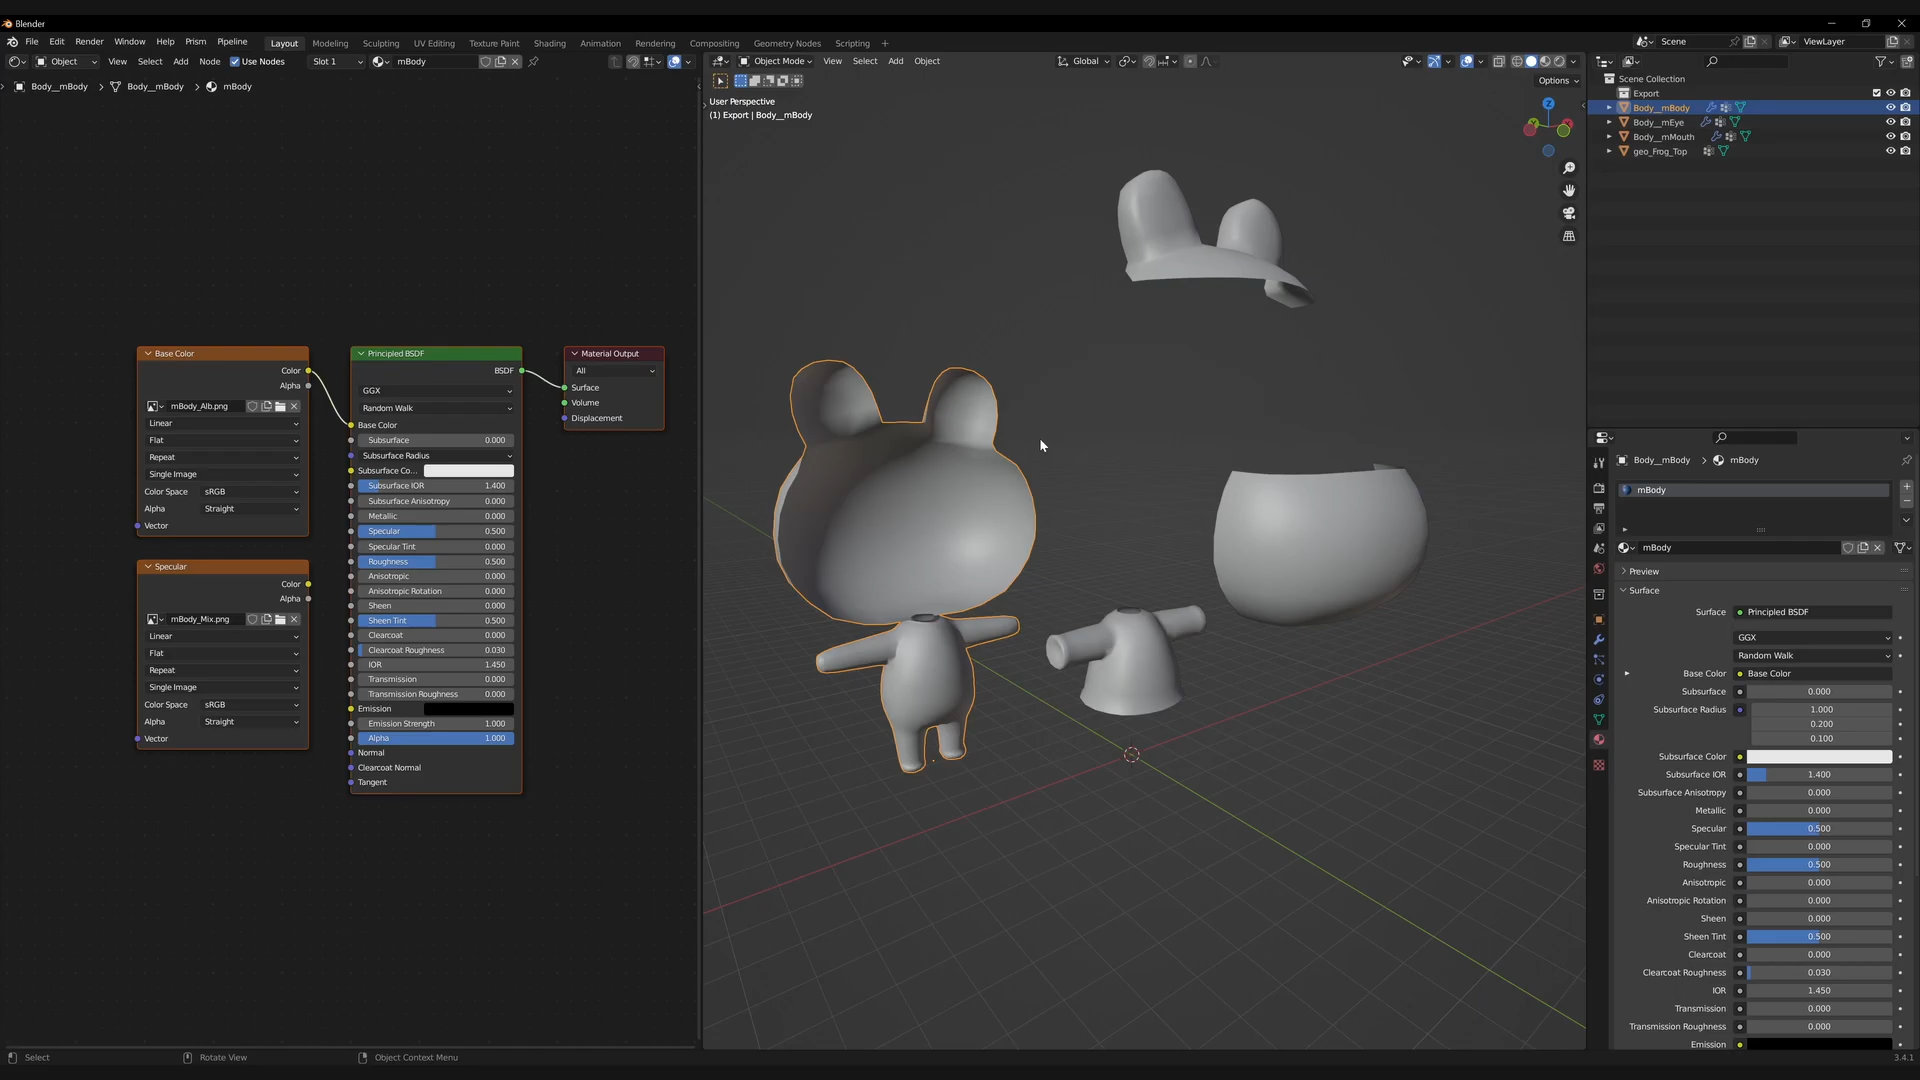 Blender
File Edit Render Window Help Prism Pipeline Layout Modeling Sculpting UV Editing Texture Paint Shading Animation Rendering Compositing Geometry Nodes Scripting + Scene ViewLayer
Object View Select Add Node Use Nodes Slot 1 mBody
Object Mode View Select Add Object Global
Options
Body__mBody > Body__mBody > mBody
User Perspective
(1) Export | Body__mBody
Z
Y
X
Base Color
Color
Alpha
mBody_Alb.png
Linear
Flat
Repeat
Single Image
Color Space sRGB
Alpha Straight
Vector
Specular
Color
Alpha
mBody_Mix.png
Linear
Flat
Repeat
Single Image
Color Space sRGB
Alpha Straight
Vector
Principled BSDF
BSDF
GGX
Random Walk
Base Color
Subsurface 0.000
Subsurface Radius
Subsurface Co...
Subsurface IOR 1.400
Subsurface Anisotropy 0.000
Metallic 0.000
Specular 0.500
Specular Tint 0.000
Roughness 0.500
Anisotropic 0.000
Anisotropic Rotation 0.000
Sheen 0.000
Sheen Tint 0.500
Clearcoat 0.000
Clearcoat Roughness 0.030
IOR 1.450
Transmission 0.000
Transmission Roughness 0.000
Emission
Emission Strength 1.000
Alpha 1.000
Normal
Clearcoat Normal
Tangent
Material Output
All
Surface
Volume
Displacement
Scene Collection
Export
Body__mBody
Body__mEye
Body__mMouth
geo_Frog_Top
Body__mBody > mBody
mBody
mBody
Preview
Surface
Surface Principled BSDF
GGX
Random Walk
Base Color Base Color
Subsurface 0.000
Subsurface Radius 1.000
0.200
0.100
Subsurface Color
Subsurface IOR 1.400
Subsurface Anisotropy 0.000
Metallic 0.000
Specular 0.500
Specular Tint 0.000
Roughness 0.500
Anisotropic 0.000
Anisotropic Rotation 0.000
Sheen 0.000
Sheen Tint 0.500
Clearcoat 0.000
Clearcoat Roughness 0.030
IOR 1.450
Transmission 0.000
Transmission Roughness 0.000
Emission
Select Rotate View Object Context Menu 3.4.1